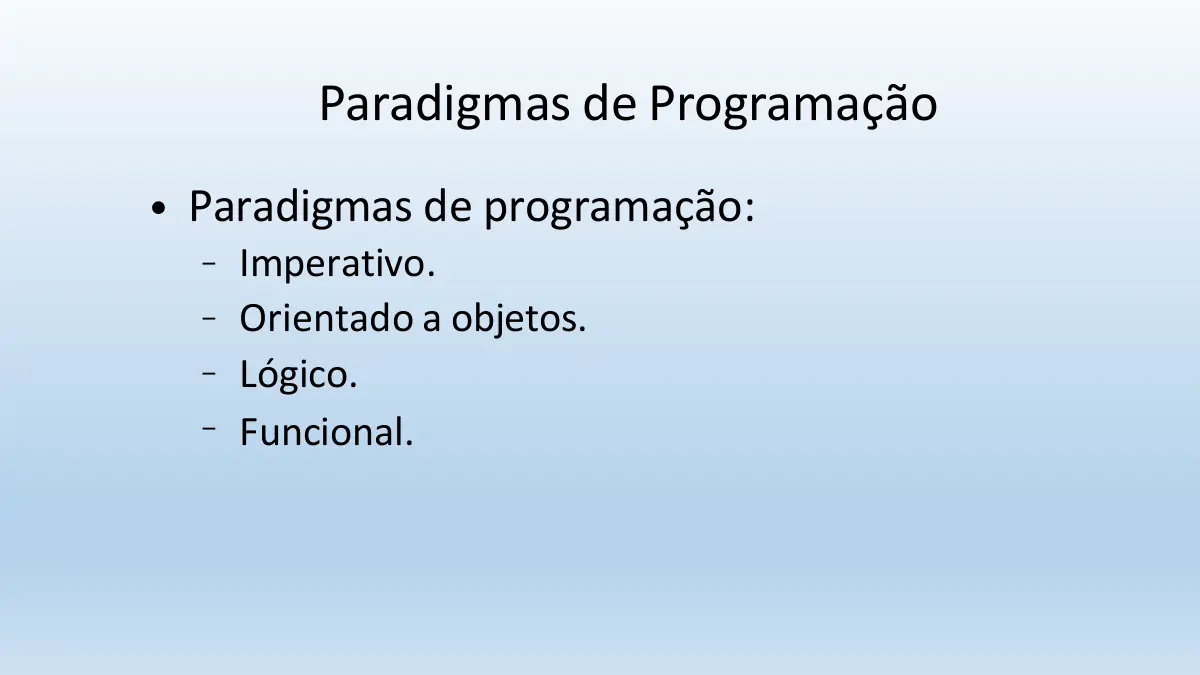 Paradigmas de Programação
• Paradigmas de programação:
– Imperativo.
– Orientado a objetos.
– Lógico.
– Funcional.